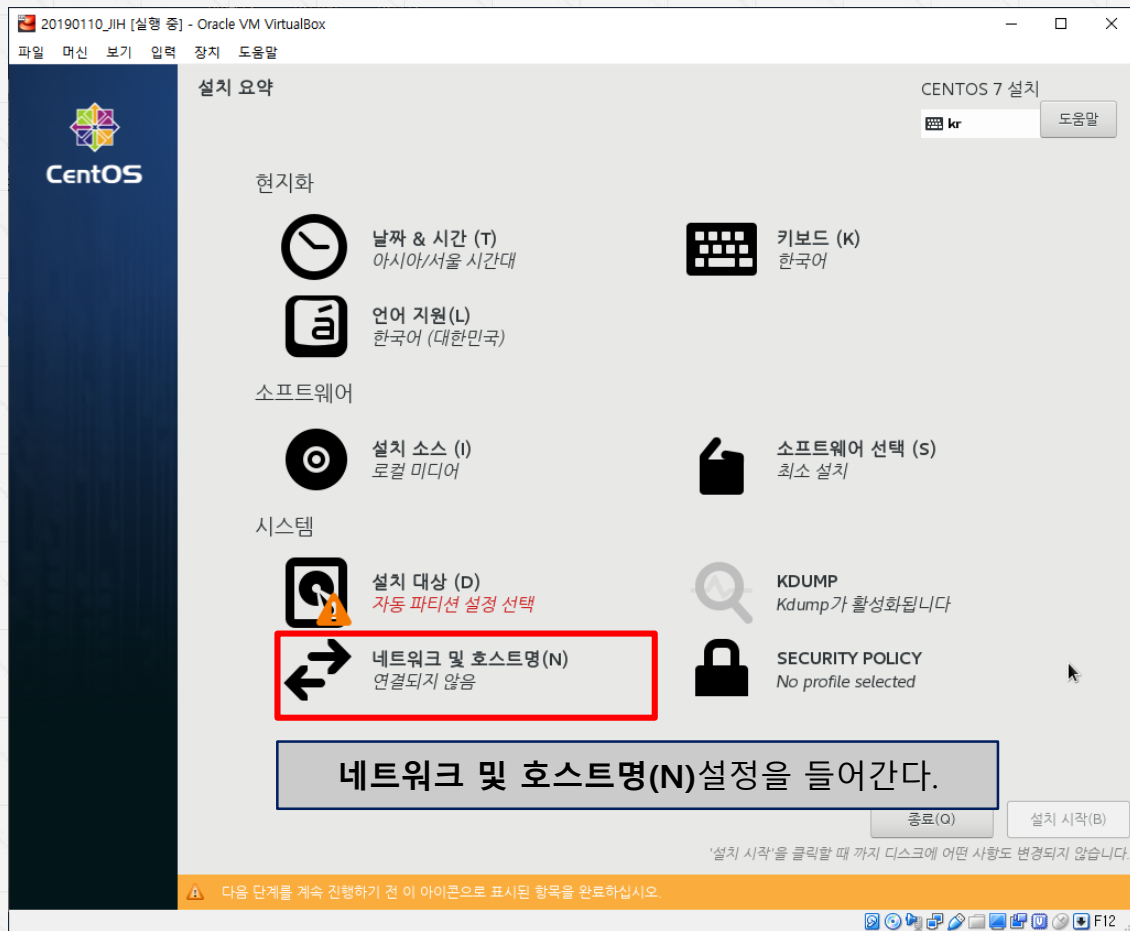 20190110_JIH [실행 중] - Oracle VM VirtualBox
파일 머신 보기 입력 장치 도움말
설치 요약
CENTOS 7 설치
kr
도움말
CentOS
현지화
날짜 & 시간 (T)
아시아/서울 시간대
키보드 (K)
한국어
언어 지원(L)
한국어 (대한민국)
소프트웨어
설치 소스 (I)
로컬 미디어
소프트웨어 선택 (S)
최소 설치
시스템
설치 대상 (D)
자동 파티션 설정 선택
KDUMP
Kdump가 활성화됩니다
네트워크 및 호스트명(N)
연결되지 않음
SECURITY POLICY
No profile selected
네트워크 및 호스트명(N)설정을 들어간다.
종료(Q)
설치 시작(B)
'설치 시작'을 클릭할 때 까지 디스크에 어떤 사항도 변경되지 않습니다.
다음 단계를 계속 진행하기 전 이 아이콘으로 표시된 항목을 완료하십시오.
F12